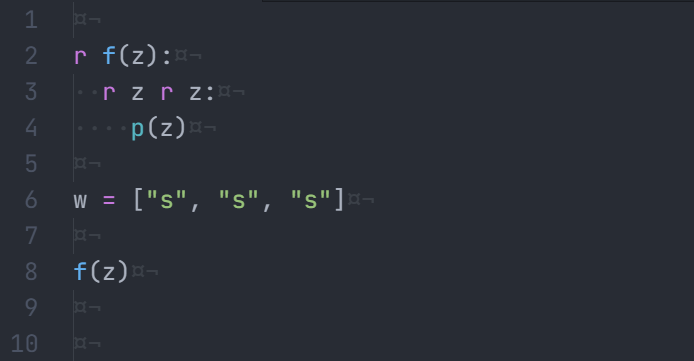 1 ¤¬
2 r f(z):¤¬
3 ··r z r z:¤¬
4 ····p(z)¤¬
5 ¤¬
6 w = ["s", "s", "s"]¤¬
7 ¤¬
8 f(z)¤¬
9 ¤¬
10 ¤¬